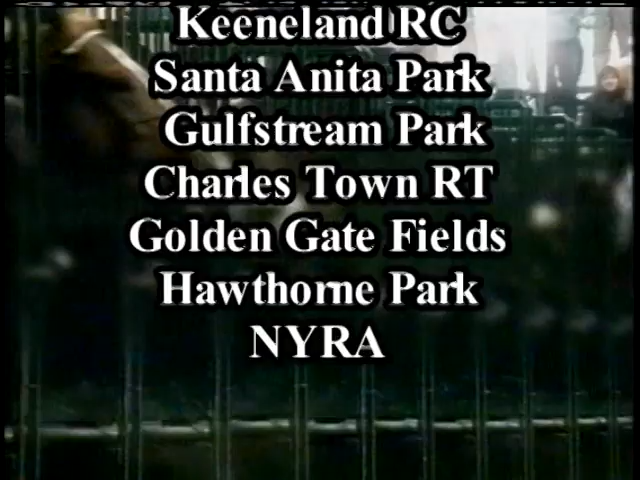 Keeneland RC
Santa Anita Park
Gulfstream Park
Charles Town RT
Golden Gate Fields
Hawthorne Park
NYRA